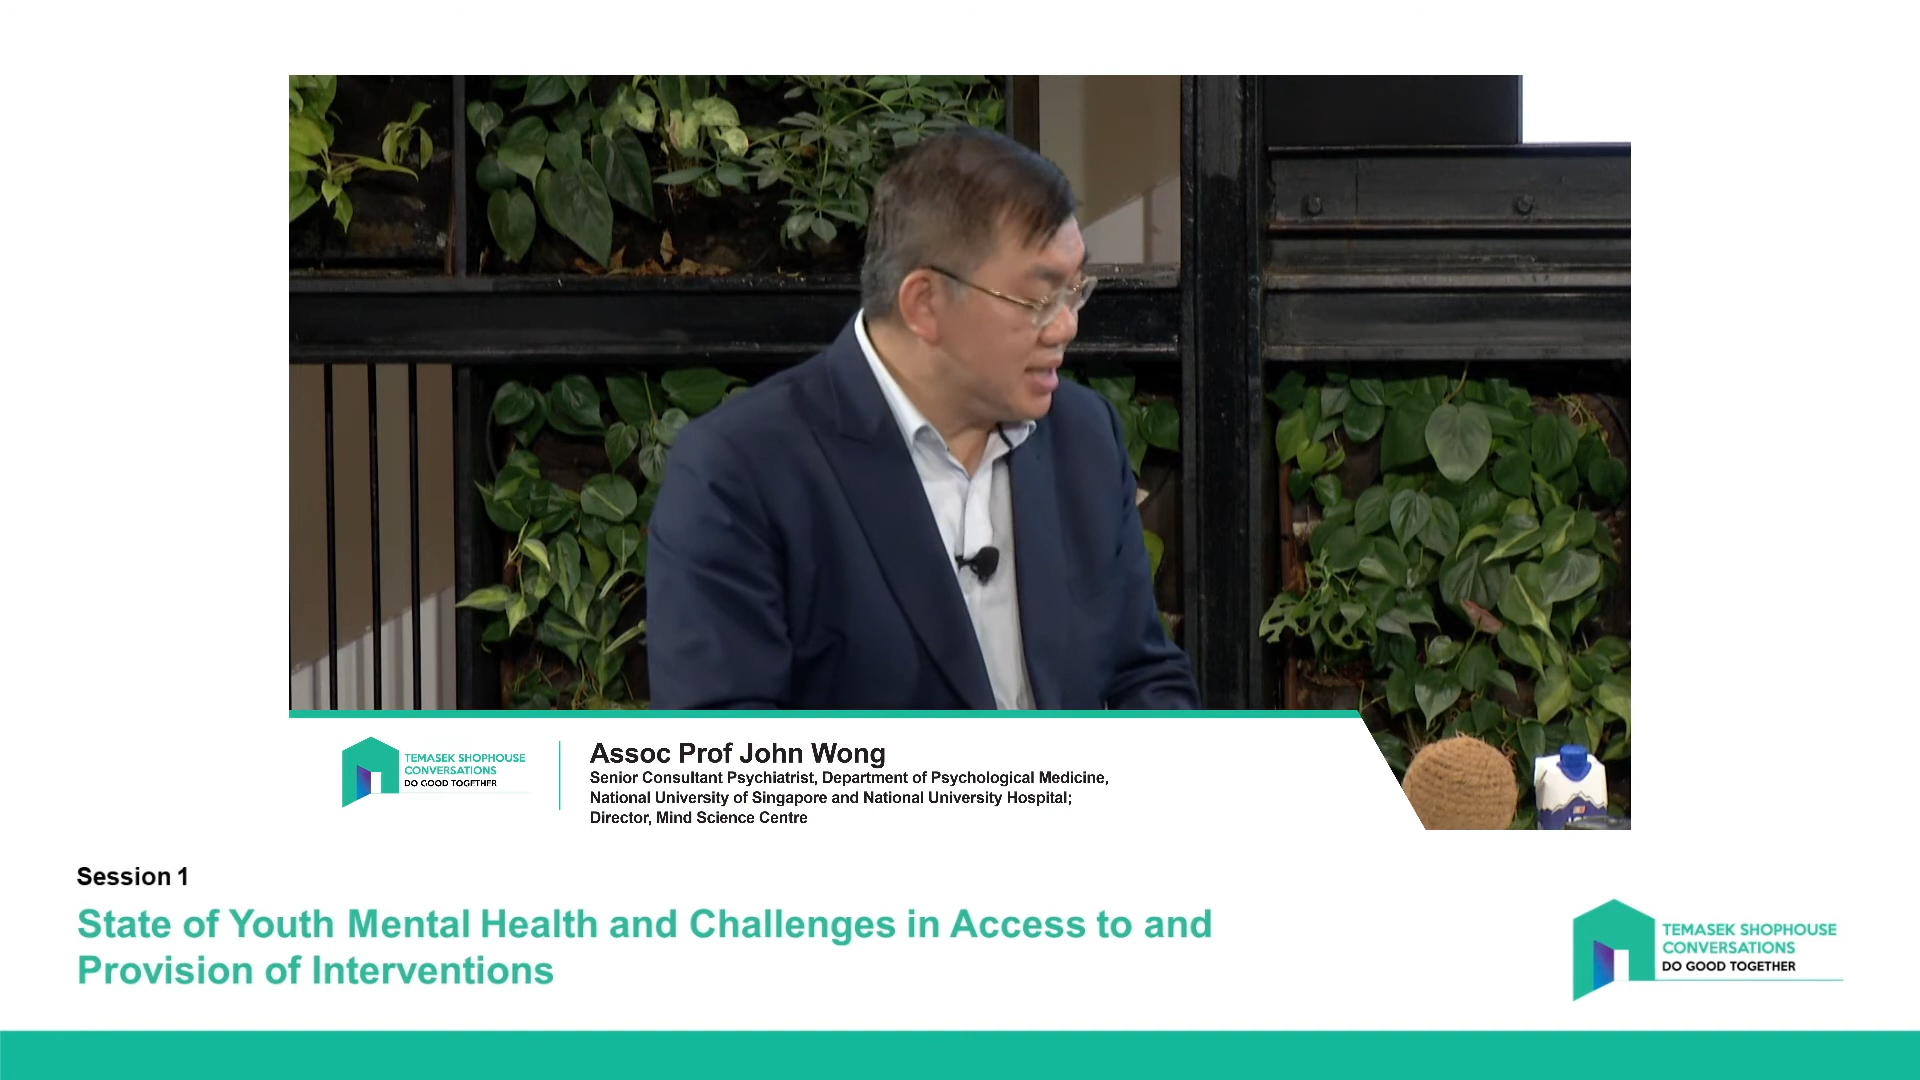 TEMASEK SHOPHOUSE
CONVERSATIONS
DO GOOD TOGETHER
Assoc Prof John Wong
Senior Consultant Psychiatrist, Department of Psychological Medicine,
National University of Singapore and National University Hospital;
Director, Mind Science Centre
Session 1
State of Youth Mental Health and Challenges in Access to and
Provision of Interventions
TEMASEK SHOPHOUSE
CONVERSATIONS
DO GOOD TOGETHER